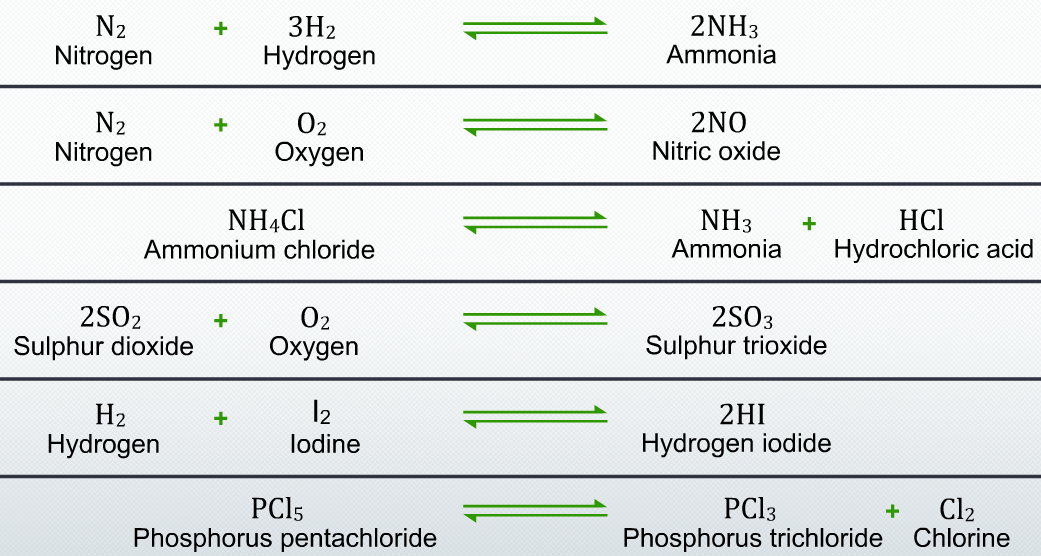 N₂ + 3H₂ ⇌ 2NH₃
Nitrogen Hydrogen Ammonia
N₂ + O₂ ⇌ 2NO
Nitrogen Oxygen Nitric oxide
NH₄Cl ⇌ NH₃ + HCl
Ammonium chloride Ammonia Hydrochloric acid
2SO₂ + O₂ ⇌ 2SO₃
Sulphur dioxide Oxygen Sulphur trioxide
H₂ + I₂ ⇌ 2HI
Hydrogen Iodine Hydrogen iodide
PCl₅ ⇌ PCl₃ + Cl₂
Phosphorus pentachloride Phosphorus trichloride Chlorine